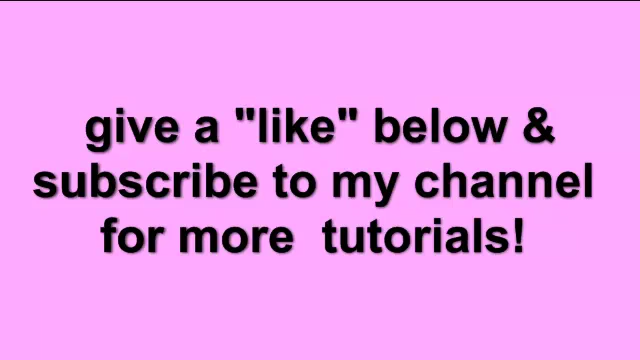 give a "like" below &
subscribe to my channel
for more  tutorials!